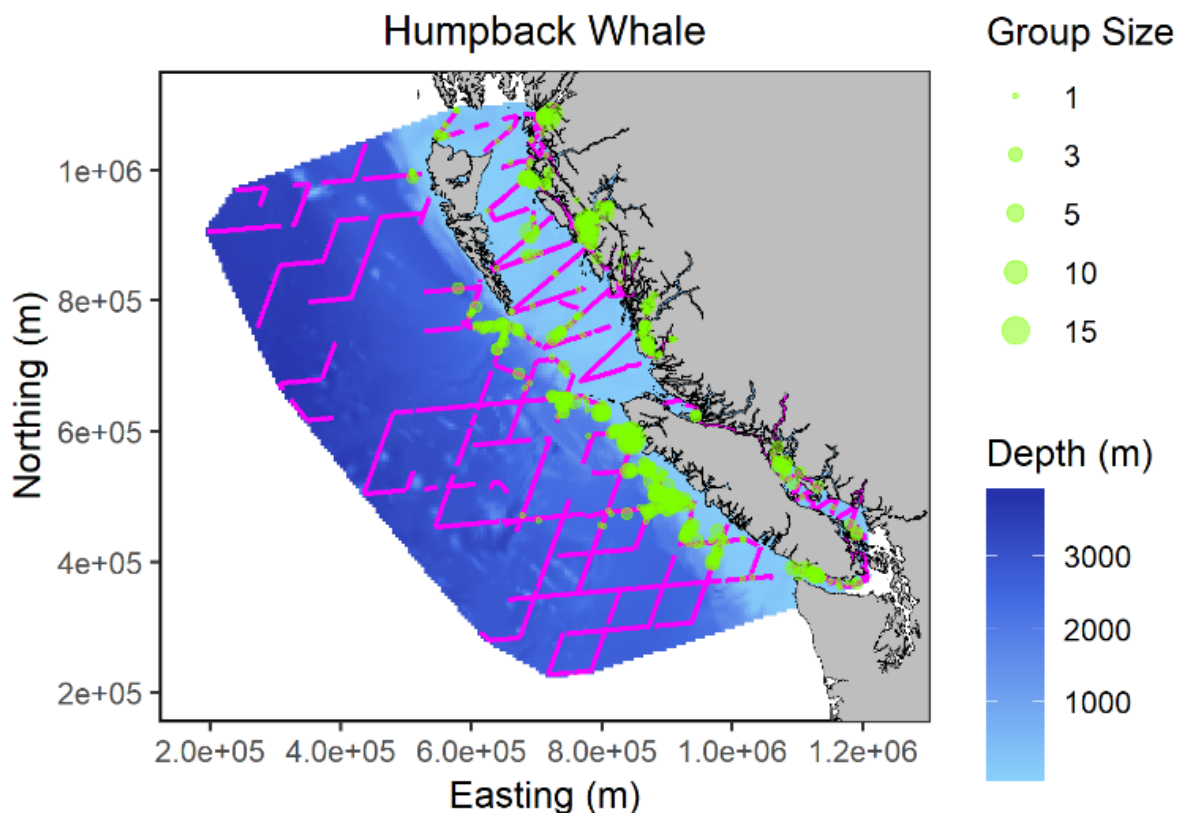 Humpback Whale
Northing (m)
1e+06
8e+05
6e+05
4e+05
2e+05
2.0e+05 4.0e+05 6.0e+05 8.0e+05 1.0e+06 1.2e+06
Easting (m)
Group Size
1
3
5
10
15
Depth (m)
3000
2000
1000